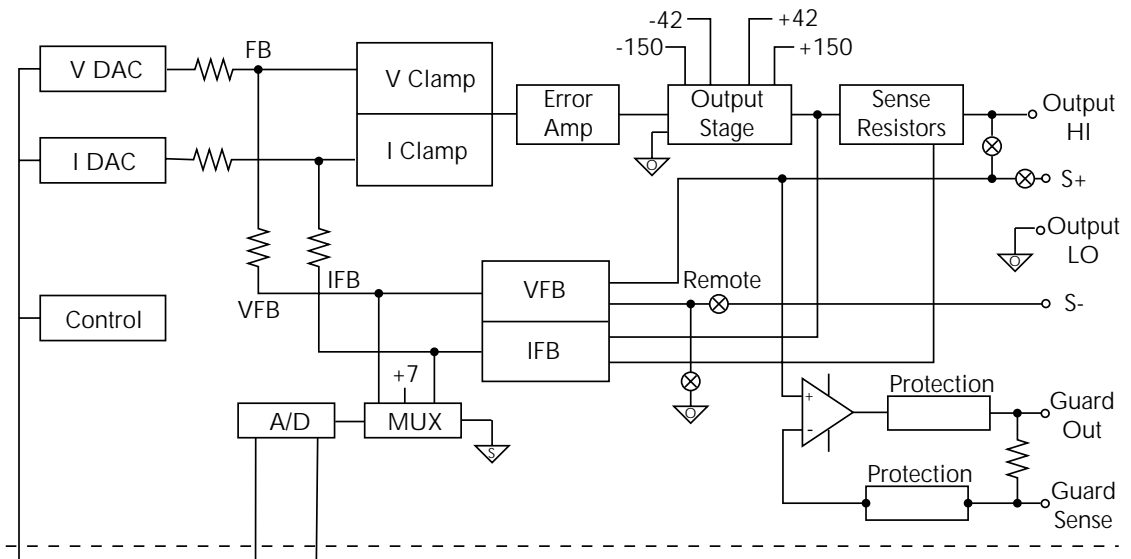 -42
+42
-150
+150
FB
V DAC
V Clamp
Error
Amp
Output
Stage
Sense
Resistors
Output
HI
I DAC
I Clamp
O
S+
Output
LO
O
IFB
VFB
VFB
Remote
S-
Control
IFB
+7
O
A/D
MUX
S
+
-
Protection
Guard
Out
Protection
Guard
Sense